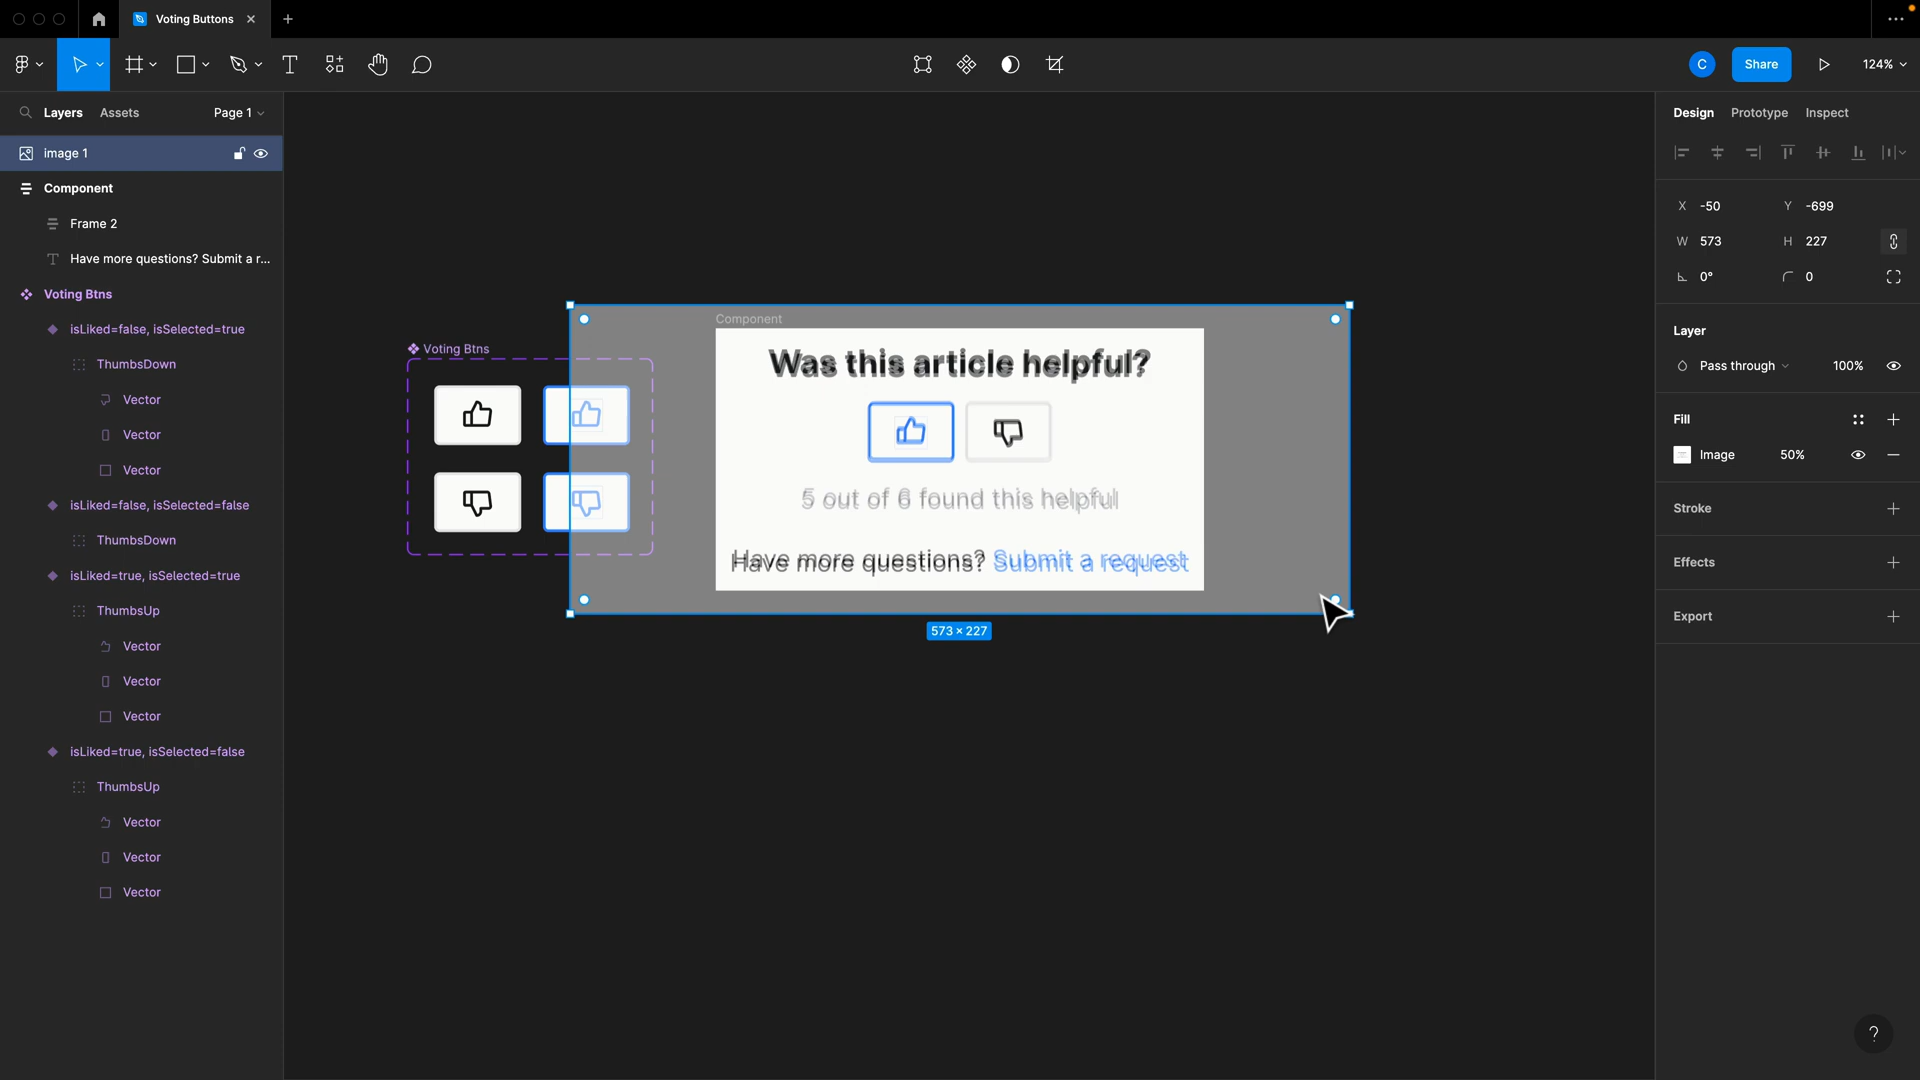 Voting Buttons
C
Share
124%
Layers
Assets
Page 1
image 1
Component
Frame 2
Have more questions? Submit a r...
Voting Btns
isLiked=false, isSelected=true
ThumbsDown
Vector
Vector
Vector
isLiked=false, isSelected=false
ThumbsDown
isLiked=true, isSelected=true
ThumbsUp
Vector
Vector
Vector
isLiked=true, isSelected=false
ThumbsUp
Vector
Vector
Vector
Voting Btns
Component
Was this article helpful?
5 out of 6 found this helpful
Have more questions? Submit a request
573 × 227
Design
Prototype
Inspect
X -50
Y -699
W 573
H 227
0°
0
Layer
Pass through
100%
Fill
Image
50%
Stroke
Effects
Export
?